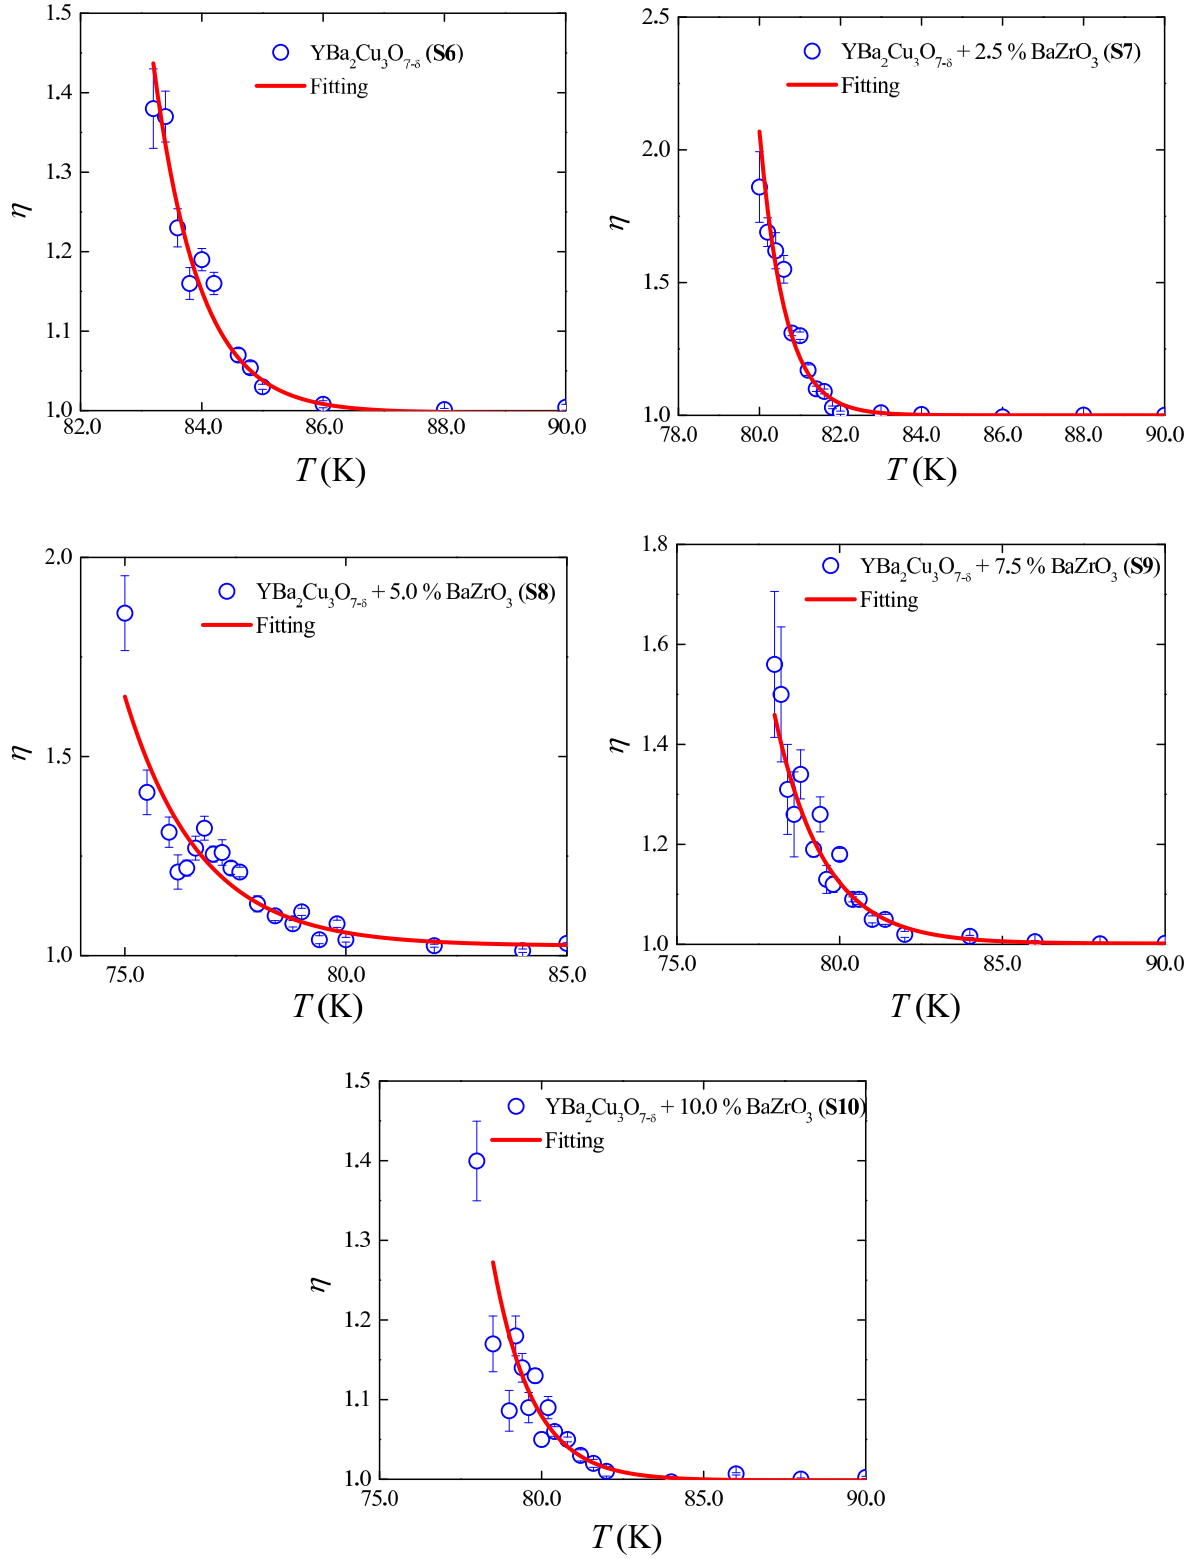 YBa₂Cu₃O₇₋δ (S6)
Fitting
1.5
1.4
1.3
1.2
1.1
1.0
η
82.0 84.0 86.0 88.0 90.0
T (K)
YBa₂Cu₃O₇₋δ + 2.5 % BaZrO₃ (S7)
Fitting
2.5
2.0
1.5
1.0
η
78.0 80.0 82.0 84.0 86.0 88.0 90.0
T (K)
YBa₂Cu₃O₇₋δ + 5.0 % BaZrO₃ (S8)
Fitting
2.0
1.5
1.0
η
75.0 80.0 85.0
T (K)
YBa₂Cu₃O₇₋δ + 7.5 % BaZrO₃ (S9)
Fitting
1.8
1.6
1.4
1.2
1.0
η
75.0 80.0 85.0 90.0
T (K)
YBa₂Cu₃O₇₋δ + 10.0 % BaZrO₃ (S10)
Fitting
1.5
1.4
1.3
1.2
1.1
1.0
η
75.0 80.0 85.0 90.0
T (K)